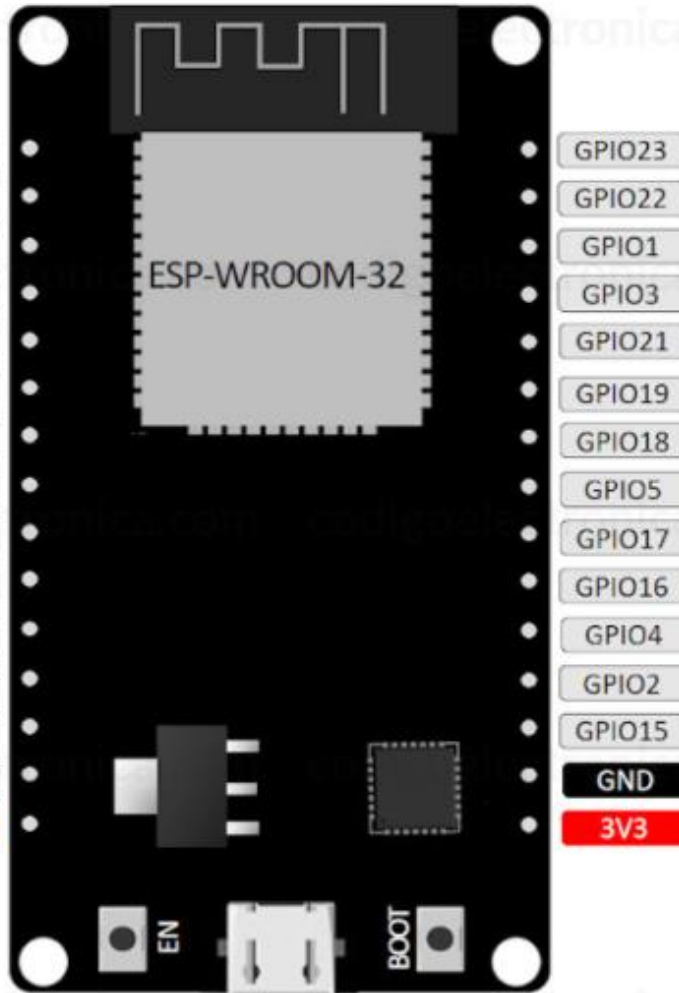 ESP-WROOM-32
GPIO23
GPIO22
GPIO1
GPIO3
GPIO21
GPIO19
GPIO18
GPIO5
GPIO17
GPIO16
GPIO4
GPIO2
GPIO15
GND
3V3
EN
BOOT